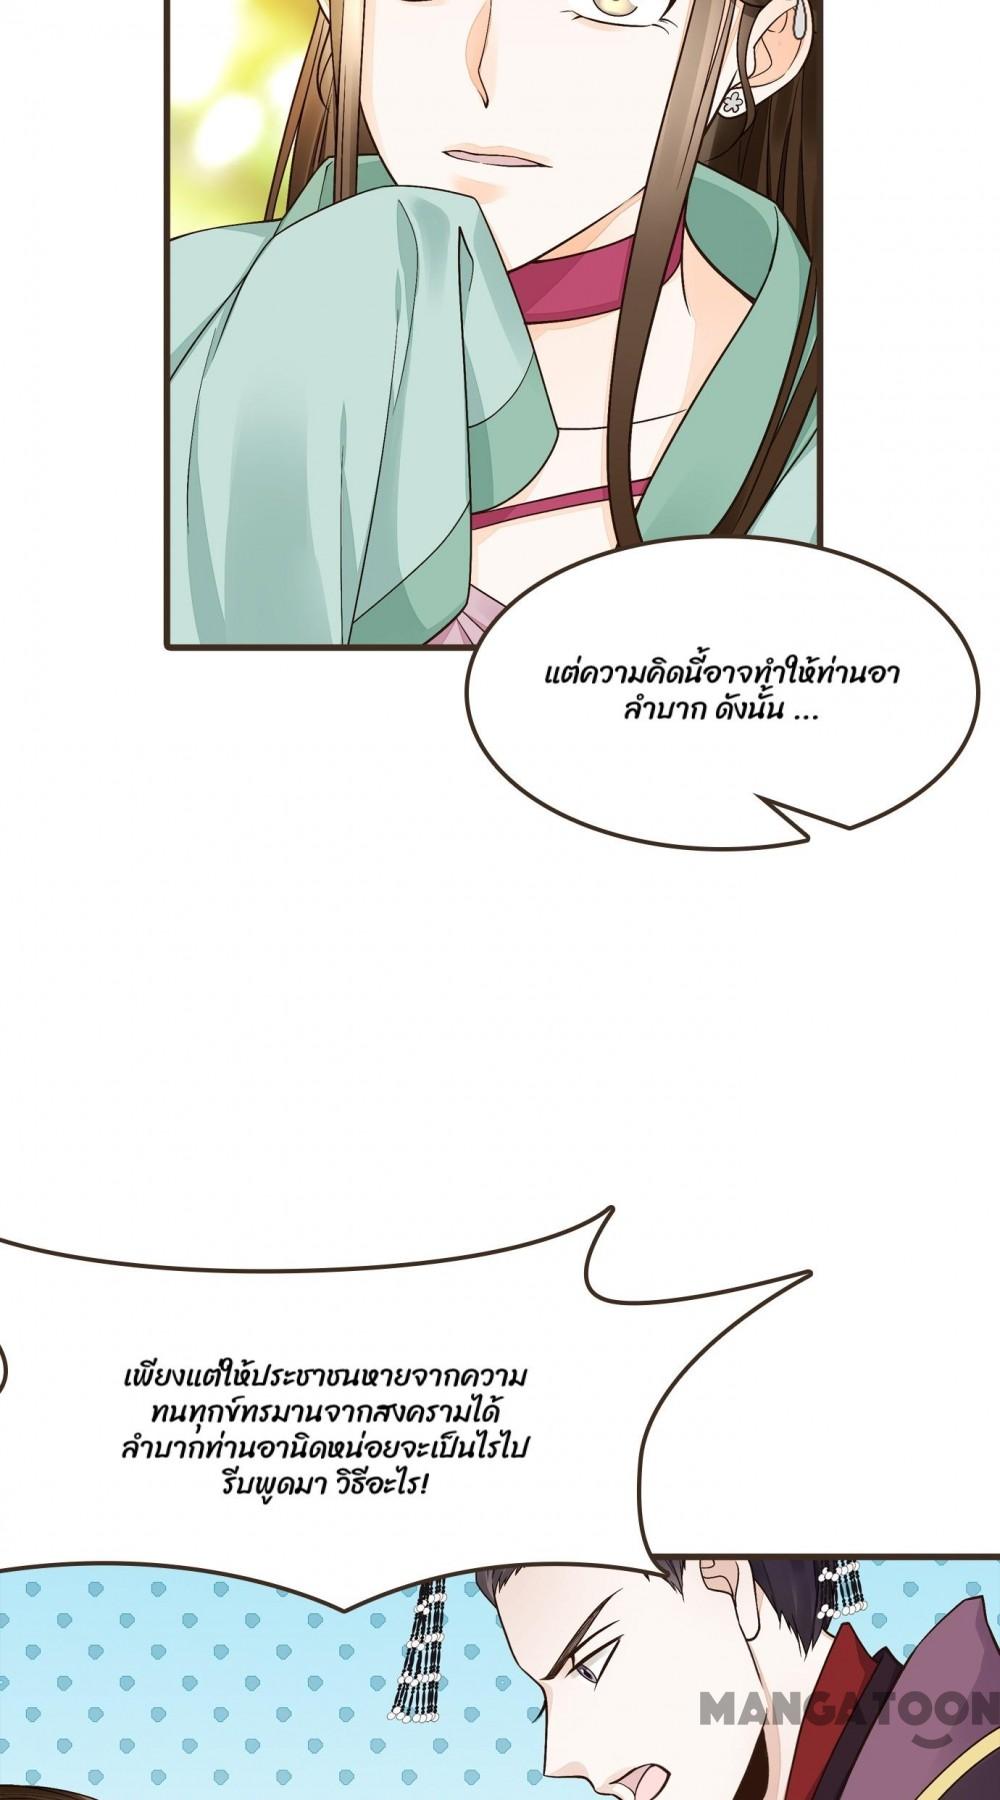 แต่ความคิดนี้อาจทำให้ท่านอา
ลำบาก ดังนั้น ...
เพียงแต่ให้ประชาชนหายจากความ
ทนทุกข์ทรมานจากสงครามได้
ลำบากท่านอานิดหน่อยจะเป็นไรไป
รีบพูดมา วิธีอะไร!
MANGATOON